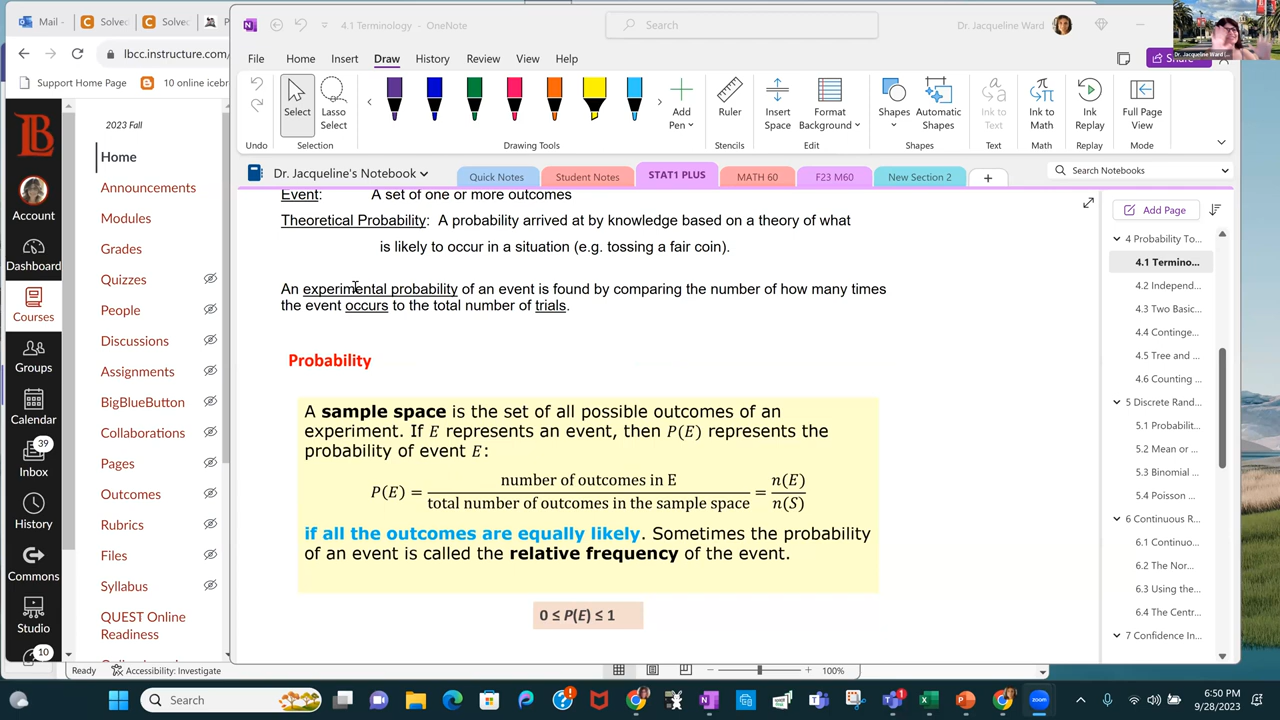 Mail -
Solvec
Solvec
4.1 Terminology - OneNote
Search
Dr. Jacqueline Ward
Dr. Jacqueline Ward
lbcc.instructure.com/
File Home Insert Draw History Review View Help
Share
Support Home Page
10 online iceb
Select
Lasso Select
Add Pen
Ruler
Insert Space
Format Background
Shapes
Automatic Shapes
Ink to Text
Ink to Math
Ink Replay
Full Page View
Undo
Selection
Drawing Tools
Stencils
Edit
Shapes
Text
Math
Replay
Mode
Dr. Jacqueline's Notebook
Quick Notes
Student Notes
STAT1 PLUS
MATH 60
F23 M60
New Section 2
+
Search Notebooks
2023 Fall
Home
Announcements
Modules
Grades
Quizzes
People
Discussions
Assignments
BigBlueButton
Collaborations
Pages
Outcomes
Rubrics
Files
Syllabus
QUEST Online
Readiness
LB
Account
Dashboard
Courses
Groups
Calendar
39
Inbox
History
Commons
Studio
10
Event: A set of one or more outcomes
Theoretical Probability: A probability arrived at by knowledge based on a theory of what
is likely to occur in a situation (e.g. tossing a fair coin).
An experimental probability of an event is found by comparing the number of how many times
the event occurs to the total number of trials.
Probability
A sample space is the set of all possible outcomes of an
experiment. If E represents an event, then P(E) represents the
probability of event E:
P(E) = number of outcomes in E / total number of outcomes in the sample space = n(E) / n(S)
if all the outcomes are equally likely. Sometimes the probability
of an event is called the relative frequency of the event.
0 ≤ P(E) ≤ 1
Add Page
4 Probability To...
4.1 Termino...
4.2 Independ...
4.3 Two Basic...
4.4 Continge...
4.5 Tree and ...
4.6 Counting ...
5 Discrete Rand...
5.1 Probabilit...
5.2 Mean or ...
5.3 Binomial ...
5.4 Poisson ...
6 Continuous R...
6.1 Continuo...
6.2 The Nor...
6.3 Using the...
6.4 The Centr...
7 Confidence In...
Ready
Accessibility: Investigate
100%
Search
1
6:50 PM
9/28/2023